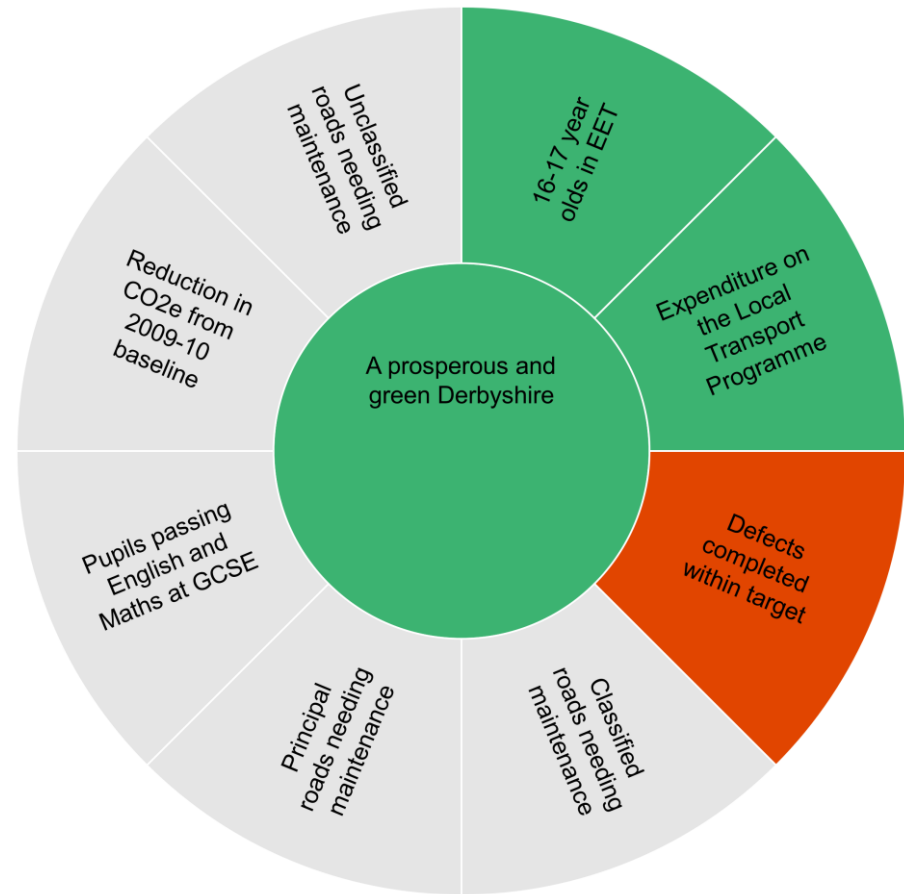 A prosperous and
green Derbyshire
16-17 year
olds in EET
Expenditure on
the Local
Transport
Programme
Defects
completed
within target
Classified
roads needing
maintenance
Principal
roads needing
maintenance
Pupils passing
English and
Maths at GCSE
Reduction in
CO2e from
2009-10
baseline
Unclassified
roads needing
maintenance